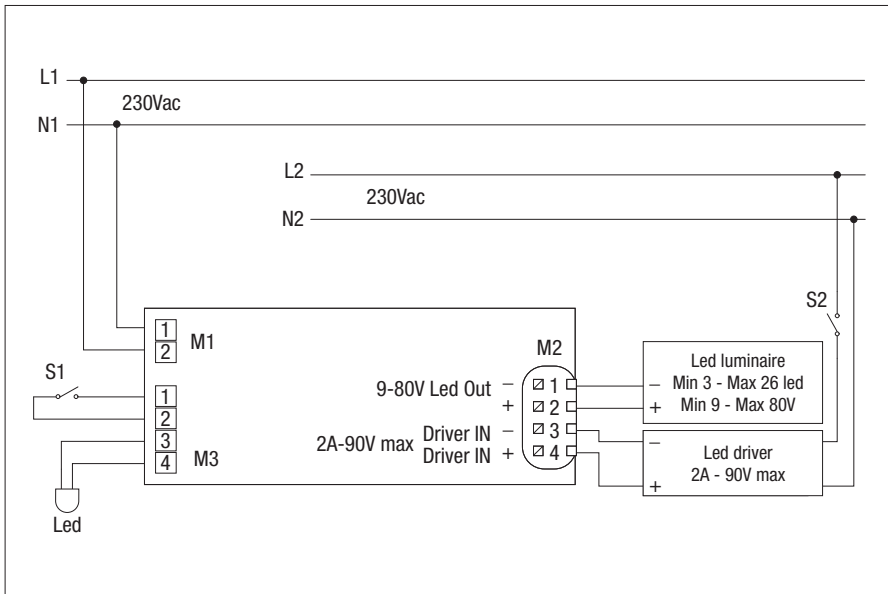 L1
230Vac
N1
L2
230Vac
N2
S2
1
2
M1
M2
S1
1
2
3
4
M3
Led
9-80V Led Out − 1
+ 2
2A-90V max
Driver IN − 3
Driver IN + 4
Led luminaire
− Min 3 - Max 26 led
+ Min 9 - Max 80V
−
Led driver
2A - 90V max
+